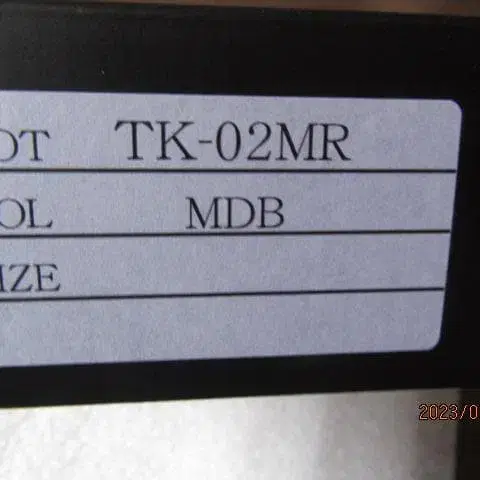 OT TK-02MR
OL MDB
IZE
2023/0